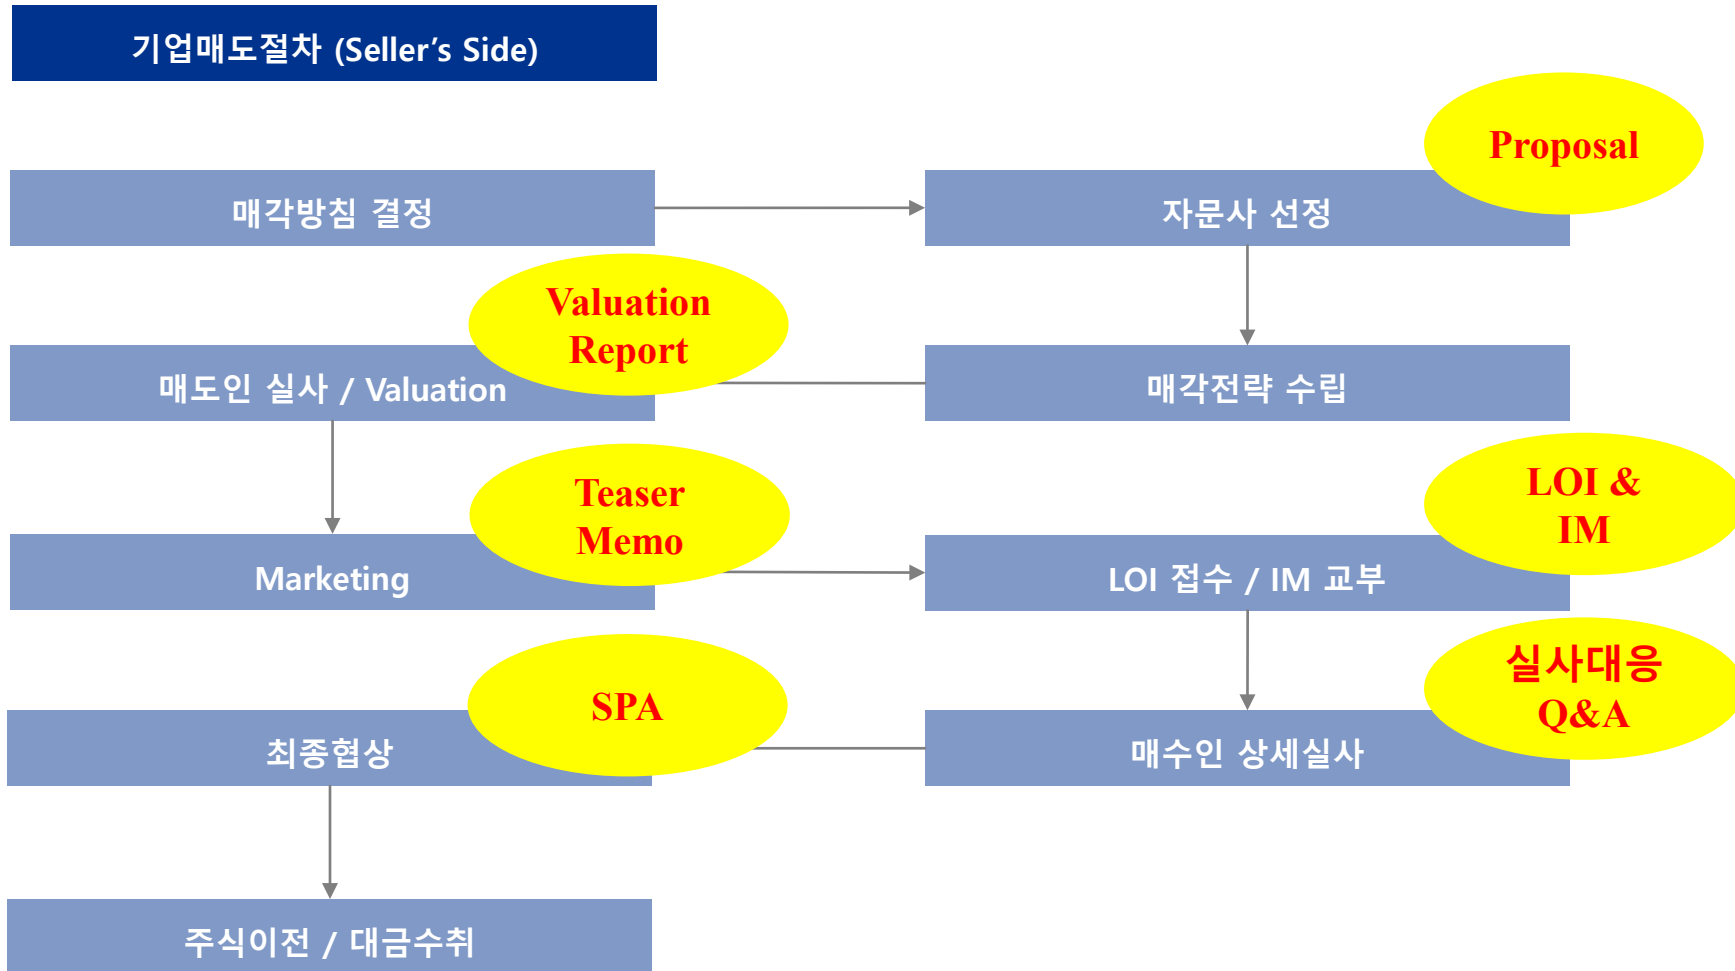 기업매도절차 (Seller's Side)
Proposal
매각방침 결정
자문사 선정
Valuation
Report
매도인 실사 / Valuation
매각전략 수립
Teaser
Memo
LOI &
IM
Marketing
LOI 접수 / IM 교부
SPA
실사대응
Q&A
최종협상
매수인 상세실사
주식이전 / 대금수취